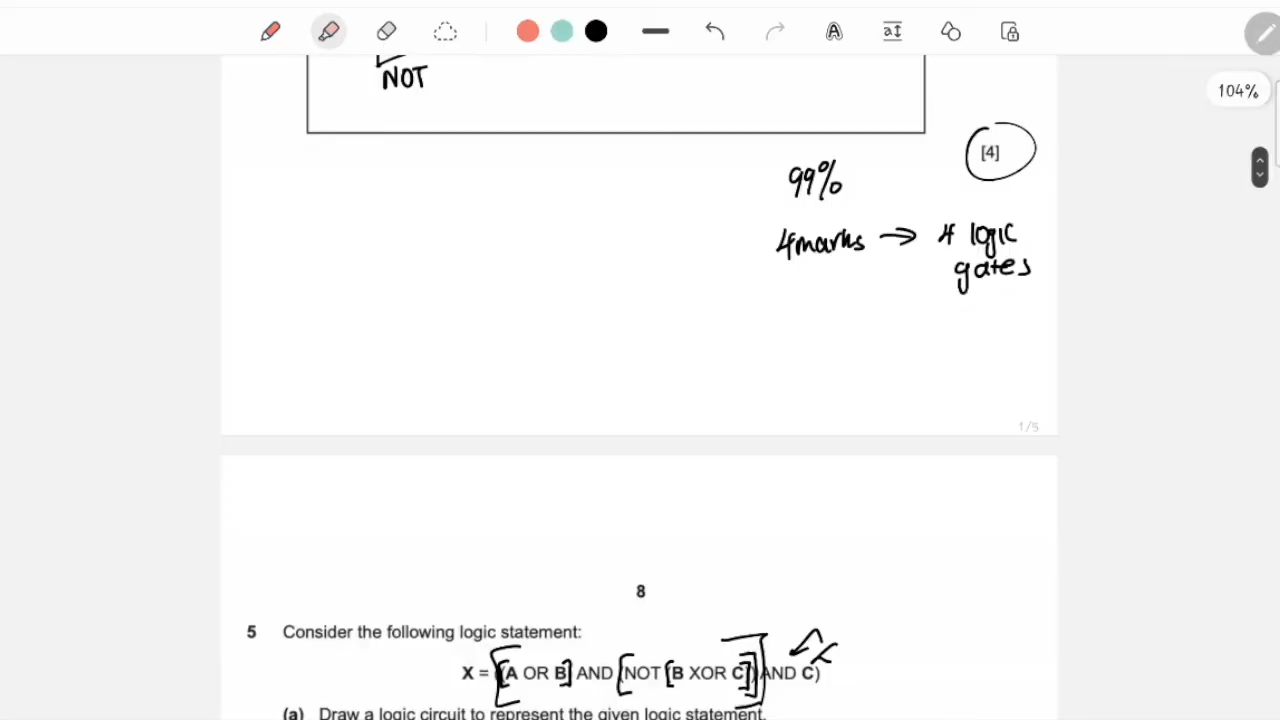 104%
NOT
[4]
99%
4marks → 4 logic
gates
1/5
8
5 Consider the following logic statement:
X = ((A OR B) AND (NOT (B XOR C)) AND C)
(a) Draw a logic circuit to represent the given logic statement.